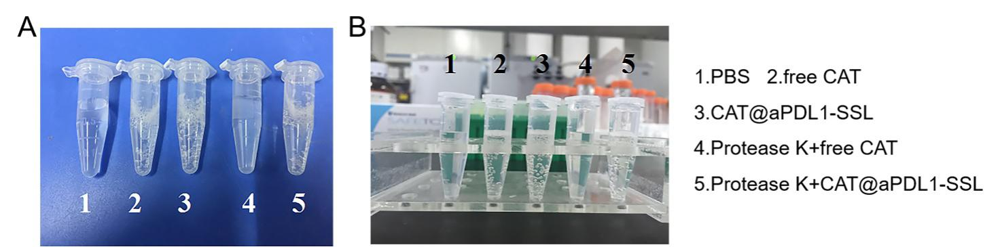 A
B
1 2 3 4 5
1 2 3 4 5
1.PBS 2.free CAT
3.CAT@aPDL1-SSL
4.Protease K+free CAT
5.Protease K+CAT@aPDL1-SSL